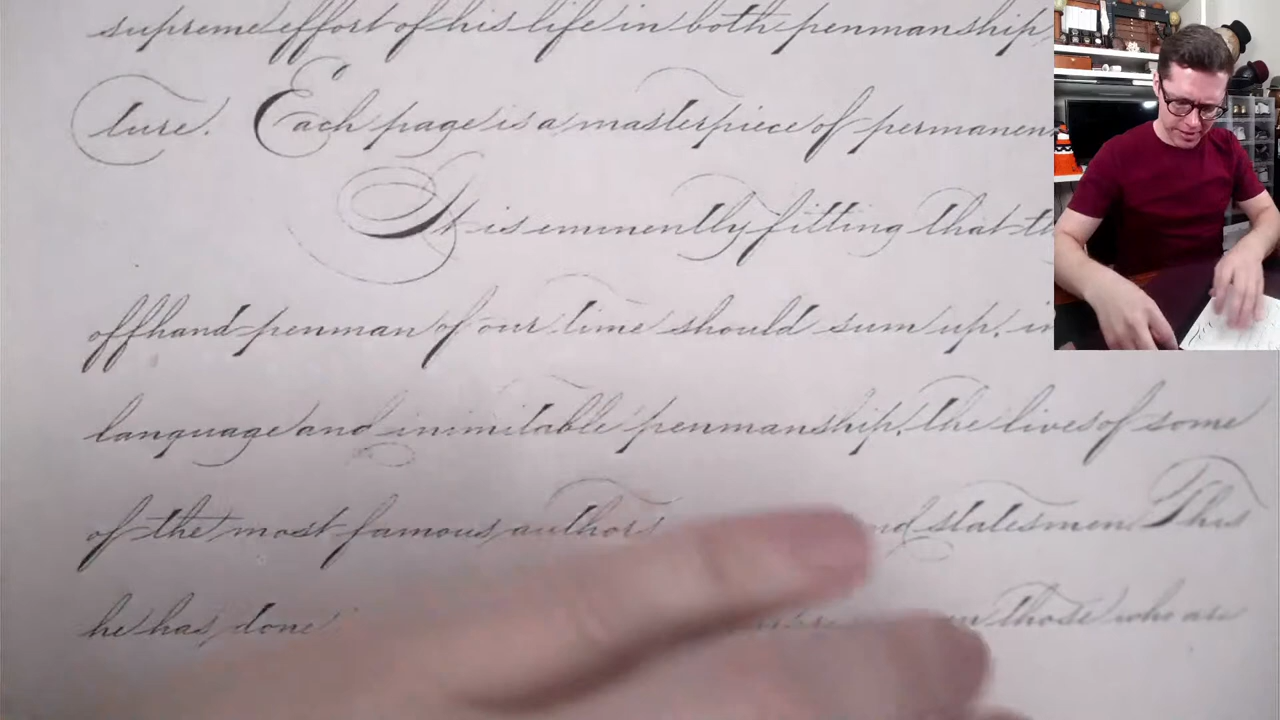 supreme effort of his life in both penmanship
ture. Each page is a masterpiece of permanen
It is eminently fitting that t
offhand penman of our time should sum up, in
language and inimitable penmanship, the lives of some
of the most famous authors nd statesmen. This
he has done those who are